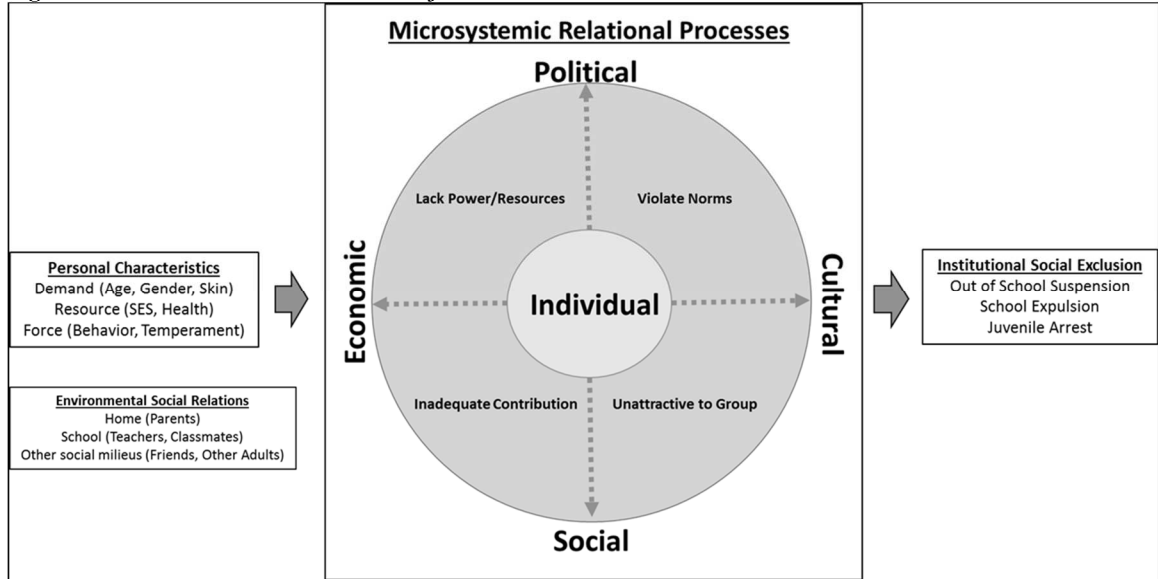 Microsystemic Relational Processes
Political
Lack Power/Resources
Violate Norms
Personal Characteristics
Demand (Age, Gender, Skin)
Resource (SES, Health)
Force (Behavior, Temperament)
Environmental Social Relations
Home (Parents)
School (Teachers, Classmates)
Other social milieus (Friends, Other Adults)
Economic
Individual
Cultural
Inadequate Contribution
Unattractive to Group
Social
Institutional Social Exclusion
Out of School Suspension
School Expulsion
Juvenile Arrest